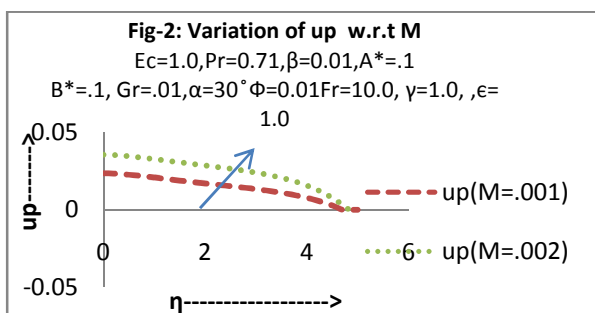 Fig-2: Variation of up w.r.t M
Ec=1.0,Pr=0.71,β=0.01,A*=.1
B*=.1, Gr=.01,α=30˚Φ=0.01Fr=10.0, γ=1.0, ,ϵ=
1.0
0.05
0
-0.05
up------->
0 2 4 6
η------------------>
up(M=.001)
up(M=.002)